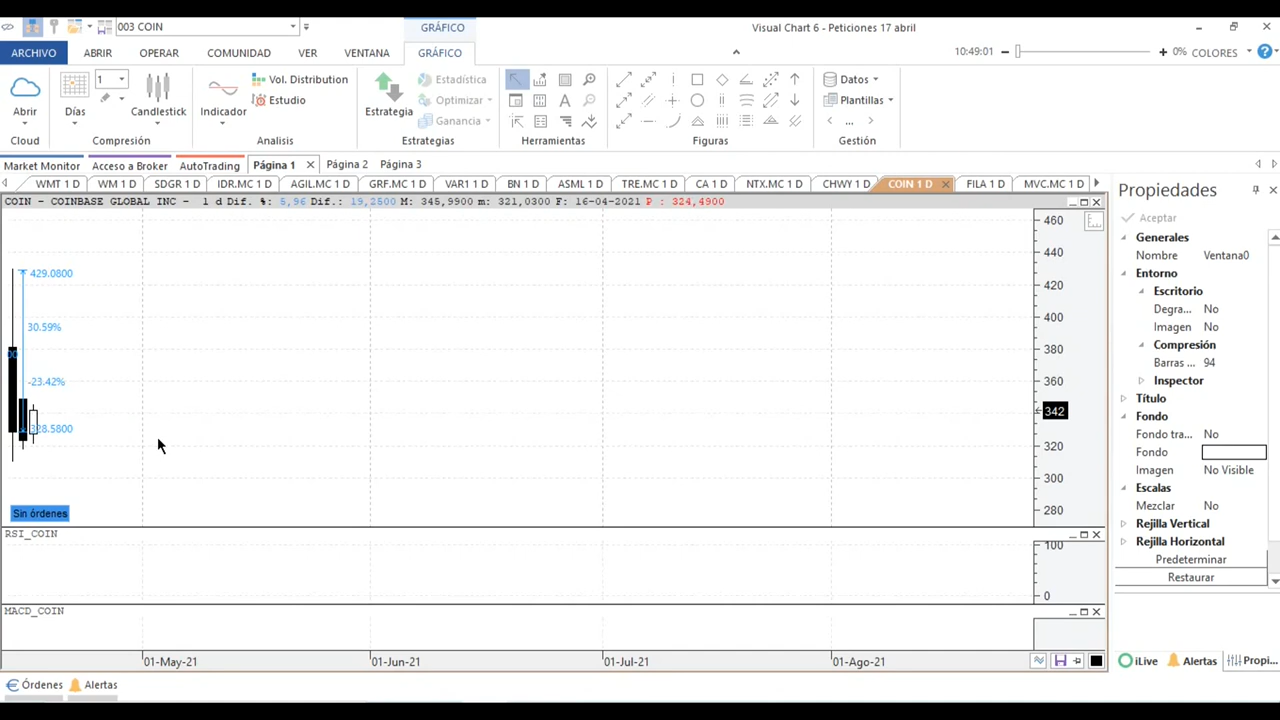 003 COIN
GRÁFICO
Visual Chart 6 - Peticiones 17 abril
ARCHIVO ABRIR OPERAR COMUNIDAD VER VENTANA GRÁFICO
10:49:01 0% COLORES
Abrir
Cloud
Días
1
Candlestick
Compresión
Indicador
Vol. Distribution
Estudio
Analisis
Estrategia
Estadística
Optimizar
Ganancia
Estrategias
Herramientas
Figuras
Datos
Plantillas
...
Gestión
Market Monitor Acceso a Broker AutoTrading Página 1 Página 2 Página 3
WMT 1 D WM 1 D SDGR 1 D IDR.MC 1 D AGIL.MC 1 D GRF.MC 1 D VAR1 1 D BN 1 D ASML 1 D TRE.MC 1 D CA 1 D NTX.MC 1 D CHWY 1 D COIN 1 D FILA 1 D MVC.MC 1 D
COIN - COINBASE GLOBAL INC - 1 d Dif. %: 5,96 Dif.: 19,2500 M: 345,9900 m: 321,0300 F: 16-04-2021 P : 324,4900
460
440
420
400
380
360
342
320
300
280
429.0800
30.59%
-23.42%
328.5800
Sin órdenes
RSI_COIN
100
0
MACD_COIN
01-May-21 01-Jun-21 01-Jul-21 01-Ago-21
Órdenes Alertas
Propiedades
Aceptar
Generales
Nombre Ventana0
Entorno
Escritorio
Degra... No
Imagen No
Compresión
Barras ... 94
Inspector
Título
Fondo
Fondo tra... No
Fondo
Imagen No Visible
Escalas
Mezclar No
Rejilla Vertical
Rejilla Horizontal
Predeterminar
Restaurar
iLive Alertas Propi...